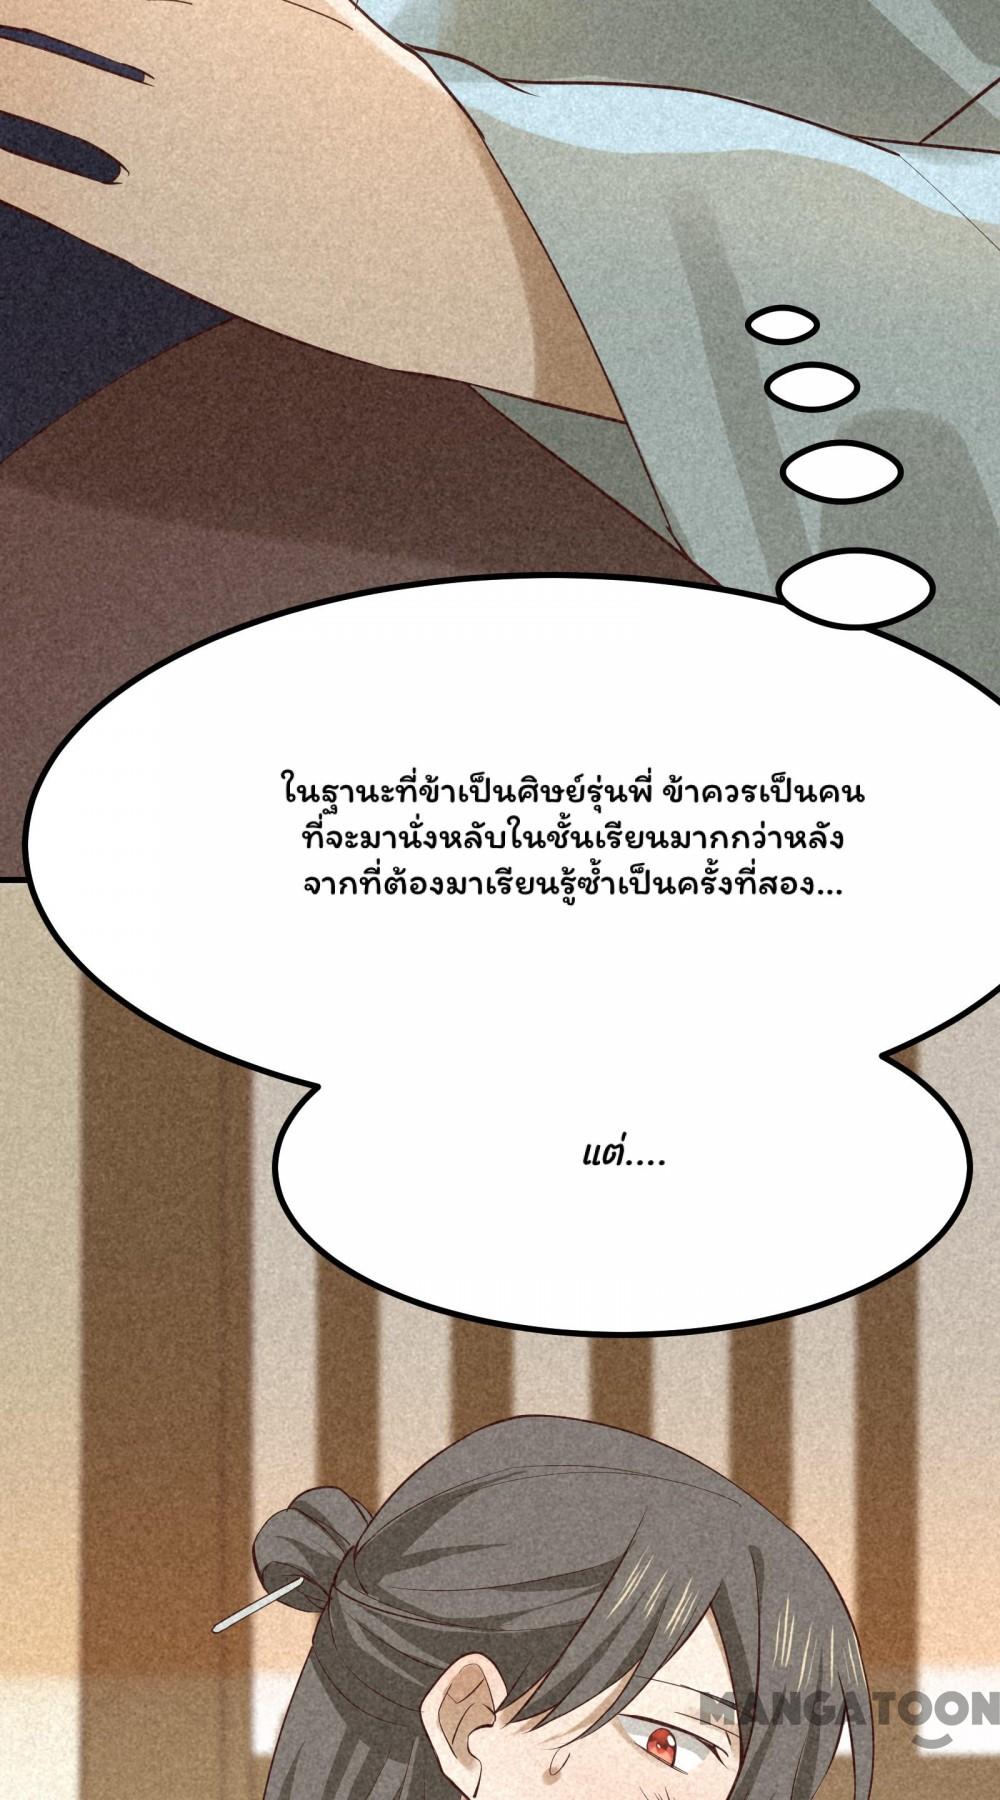 ในฐานะที่ข้าเป็นศิษย์รุ่นพี่ ข้าควรเป็นคน
ที่จะมานั่งหลับในชั้นเรียนมากกว่าหลัง
จากที่ต้องมาเรียนรู้ซ้ำเป็นครั้งที่สอง...
แต่....
MANGATOON